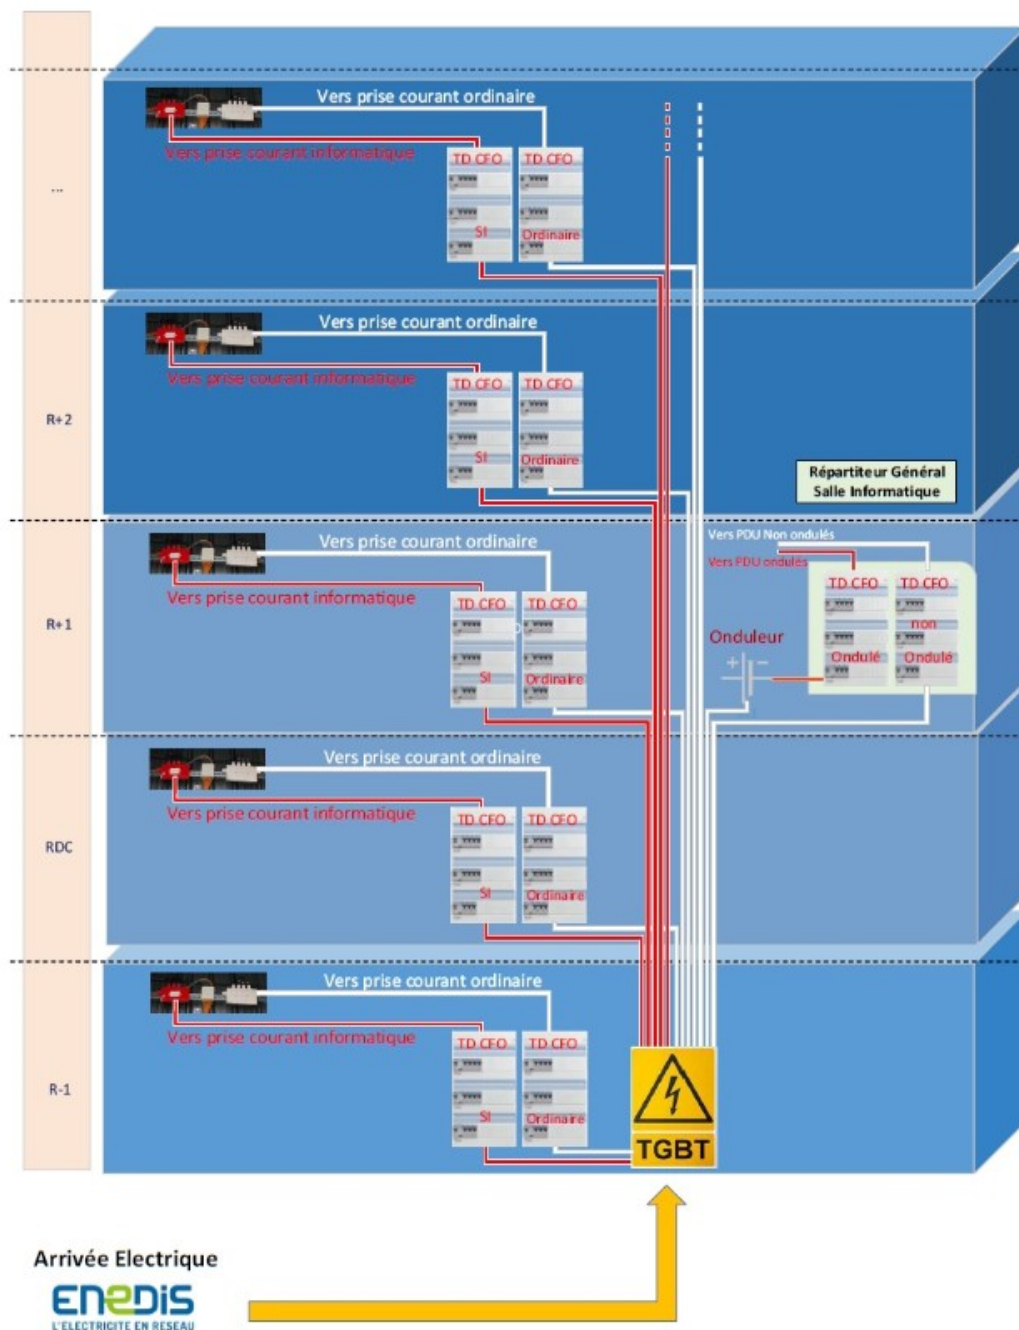 ...
Vers prise courant ordinaire
Vers prise courant informatique
TD CFO
SI
TD CFO
Ordinaire
R+2
Vers prise courant ordinaire
Vers prise courant informatique
TD CFO
SI
TD CFO
Ordinaire
Répartiteur Général
Salle Informatique
R+1
Vers prise courant ordinaire
Vers prise courant informatique
TD CFO
SI
TD CFO
Ordinaire
Vers PDU Non ondulés
Vers PDU ondulés
Onduleur
TD CFO
Ondulé
TD CFO
non
Ondulé
RDC
Vers prise courant ordinaire
Vers prise courant informatique
TD CFO
SI
TD CFO
Ordinaire
R-1
Vers prise courant ordinaire
Vers prise courant informatique
TD CFO
SI
TD CFO
Ordinaire
TGBT
Arrivée Electrique
ENEDIS
L'ELECTRICITE EN RESEAU